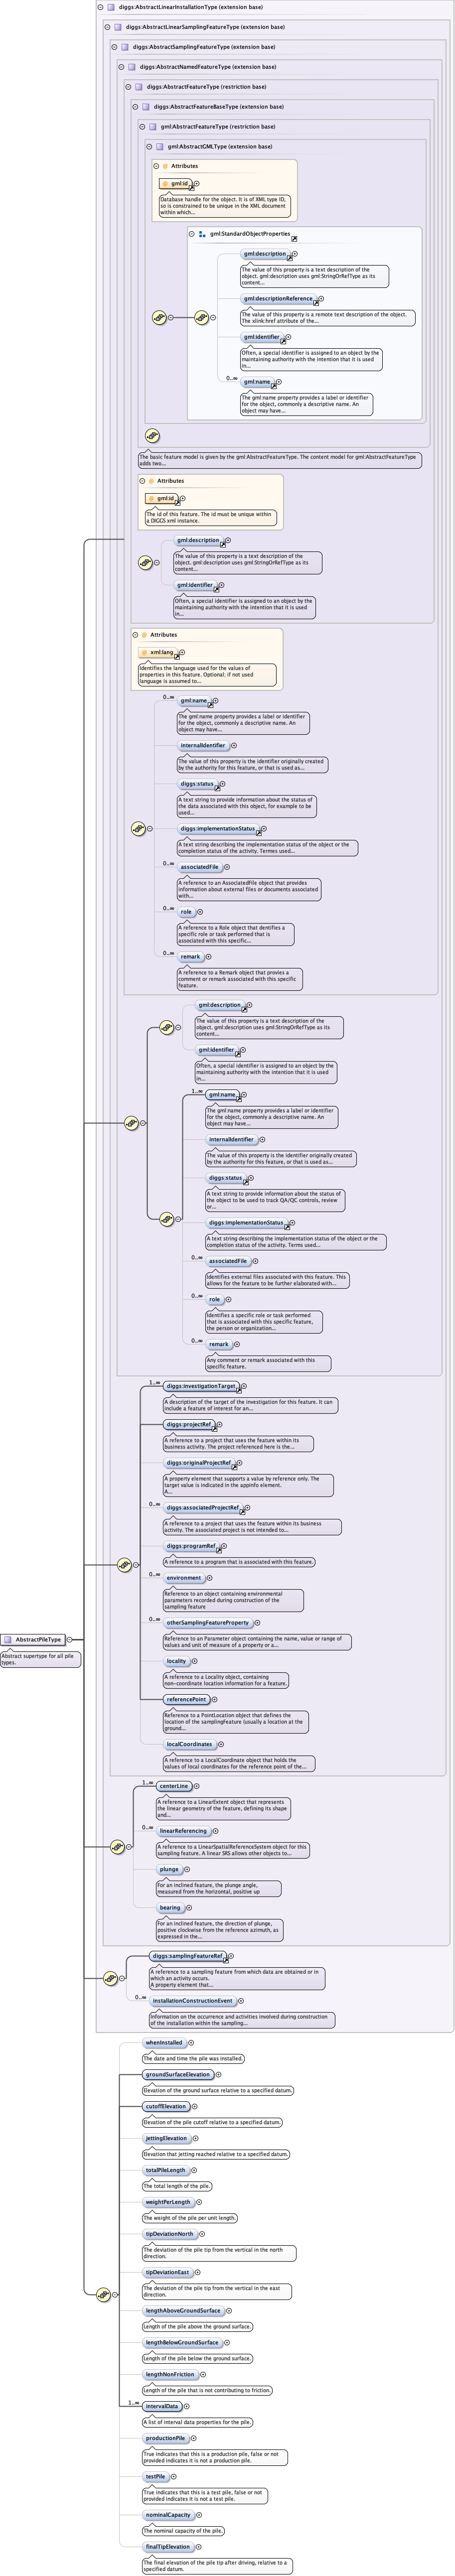 diggs:AbstractLinearInstallationType (extension base)
diggs:AbstractLinearSamplingFeatureType (extension base)
diggs:AbstractSamplingFeatureType (extension base)
diggs:AbstractNamedFeatureType (extension base)
diggs:AbstractFeatureType (restriction base)
diggs:AbstractFeatureBaseType (extension base)
gml:AbstractFeatureType (restriction base)
gml:AbstractGMLType (extension base)
Attributes
gml:id
Database handle for the object. It is of XML type ID,
so is constrained to be unique in the XML document
within which...
gml:StandardObjectProperties
gml:description
The value of this property is a text description of the
object. gml:description uses gml:StringOrRefType as its
content...
gml:descriptionReference
The value of this property is a remote text description of the object.
The xlink:href attribute of the...
gml:identifier
Often, a special identifier is assigned to an object by the
maintaining authority with the intention that it is used
in...
0..∞
gml:name
The gml:name property provides a label or identifier
for the object, commonly a descriptive name. An
object may have...
The basic feature model is given by the gml:AbstractFeatureType. The content model for gml:AbstractFeatureType
adds two...
Attributes
gml:id
The id of this feature. The id must be unique within
a DIGGS xml instance.
gml:description
The value of this property is a text description of the
object. gml:description uses gml:StringOrRefType as its
content...
gml:identifier
Often, a special identifier is assigned to an object by the
maintaining authority with the intention that it is used
in...
Attributes
xml:lang
Identifies the language used for the values of
properties in this feature. Optional; if not used
language is assumed to...
0..∞
gml:name
The gml:name property provides a label or identifier
for the object, commonly a descriptive name. An
object may have...
internalIdentifier
The value of this property is the identifier originally created
by the authority for this feature, or that is used as...
diggs:status
A text string to provide information about the status of the
data associated with this object, for example to be
used...
diggs:implementationStatus
A text string describing the implementation status of the object or the
completion status of the activity. Termes used...
0..∞
associatedFile
A reference to an AssociatedFile object that provides
information about external files or documents associated
with...
0..∞
role
A reference to a Role object that dentifies a
specific role or task performed that is
associated with this specific...
0..∞
remark
A reference to a Remark object that provies a
comment or remark associated with this specific
feature.
gml:description
The value of this property is a text description of the
object. gml:description uses gml:StringOrRefType as its
content...
gml:identifier
Often, a special identifier is assigned to an object by the
maintaining authority with the intention that it is used
in...
1..∞
gml:name
The gml:name property provides a label or identifier
for the object, commonly a descriptive name. An
object may have...
internalIdentifier
The value of this property is the identifier originally created
by the authority for this feature, or that is used as...
diggs:status
A text string to provide information about the status of the
object to be used to track QA/QC controls, review
or...
diggs:implementationStatus
A text string describing the implementation status of the object or the
completion status of the activity. Terms used...
0..∞
associatedFile
Identifies external files associated with this feature. This
allows for the feature to be further elaborated with...
0..∞
role
Identifies a specific role or task performed
that is associated with this specific feature,
the person or organization...
0..∞
remark
Any comment or remark associated with this
specific feature.
1..∞
diggs:investigationTarget
A description of the target of the investigation for this feature. It can
include a feature of interest for an...
diggs:projectRef
A reference to a project that uses the feature within its
business activity. The project referenced here is the...
diggs:originalProjectRef
A property element that supports a value by reference only. The
target value is indicated in the appinfo element.
A...
0..∞
diggs:associatedProjectRef
A reference to a project that uses the feature within its business
activity. The associated project is not intended to...
0..∞
diggs:programRef
A reference to a program that is associated with this feature.
0..∞
environment
Reference to an object containing environmental
parameters recorded during construction of the
sampling feature
0..∞
otherSamplingFeatureProperty
Reference to an Parameter object containing the name, value or range of
values and unit of measure of a property or a...
0..∞
locality
A reference to a Locality object, containing
non-coordinate location information for a feature.
referencePoint
Reference to a PointLocation object that defines the
location of the samplingFeature (usually a location at the
ground...
localCoordinates
A reference to a LocalCoordinate object that holds the
values of local coordinates for the reference point of the...
AbstractPileType
Abstract supertype for all pile
types.
1..∞
centerLine
A reference to a LinearExtent object that represents
the linear geometry of the feature, defining its shape
and...
0..∞
linearReferencing
A reference to a LinearSpatialReferenceSystem object for this
sampling feature. A linear SRS allows other objects to...
plunge
For an inclined feature, the plunge angle,
measured from the horizontal, positive up
bearing
For an inclined feature, the direction of plunge,
positive clockwise from the reference azimuth, as
expressed in the...
diggs:samplingFeatureRef
A reference to a sampling feature from which data are obtained or in
which an activity occurs.
A property element that...
0..∞
installationConstructionEvent
Information on the occurrence and activities involved during construction
of the installation within the sampling...
whenInstalled
The date and time the pile was installed.
groundSurfaceElevation
Elevation of the ground surface relative to a specified datum.
cutoffElevation
Elevation of the pile cutoff relative to a specified datum.
jettingElevation
Elevation that jetting reached relative to a specified datum.
totalPileLength
The total length of the pile.
weightPerLength
The weight of the pile per unit length.
tipDeviationNorth
The deviation of the pile tip from the vertical in the north
direction.
tipDeviationEast
The deviation of the pile tip from the vertical in the east
direction.
lengthAboveGroundSurface
Length of the pile above the ground surface.
lengthBelowGroundSurface
Length of the pile below the ground surface.
lengthNonFriction
Length of the pile that is not contributing to friction.
1..∞
intervalData
A list of interval data properties for the pile.
productionPile
True indicates that this is a production pile, false or not
provided indicates it is not a production pile.
testPile
True indicates that this is a test pile, false or not
provided indicates it is not a test pile.
nominalCapacity
The nominal capacity of the pile.
finalTipElevation
The final elevation of the pile tip after driving, relative to a
specified datum.